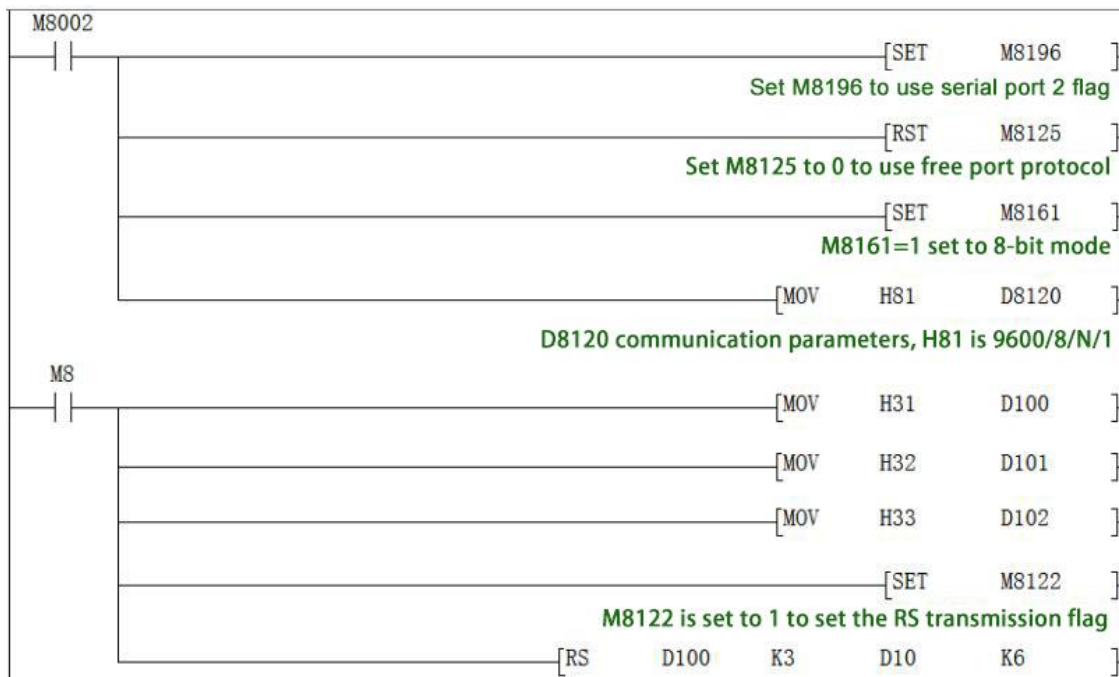 M8002
[SET M8196 ]
Set M8196 to use serial port 2 flag
[RST M8125 ]
Set M8125 to 0 to use free port protocol
[SET M8161 ]
M8161=1 set to 8-bit mode
[MOV H81 D8120 ]
D8120 communication parameters, H81 is 9600/8/N/1
M8
[MOV H31 D100 ]
[MOV H32 D101 ]
[MOV H33 D102 ]
[SET M8122 ]
M8122 is set to 1 to set the RS transmission flag
[RS D100 K3 D10 K6 ]